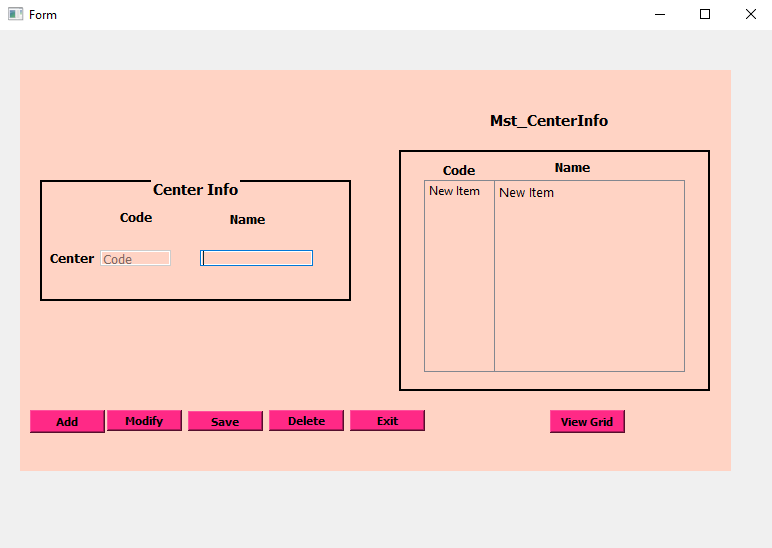 Form
Mst_CenterInfo
Center Info
Code Name
Center Code
Code Name
New Item New Item
Add Modify Save Delete Exit View Grid